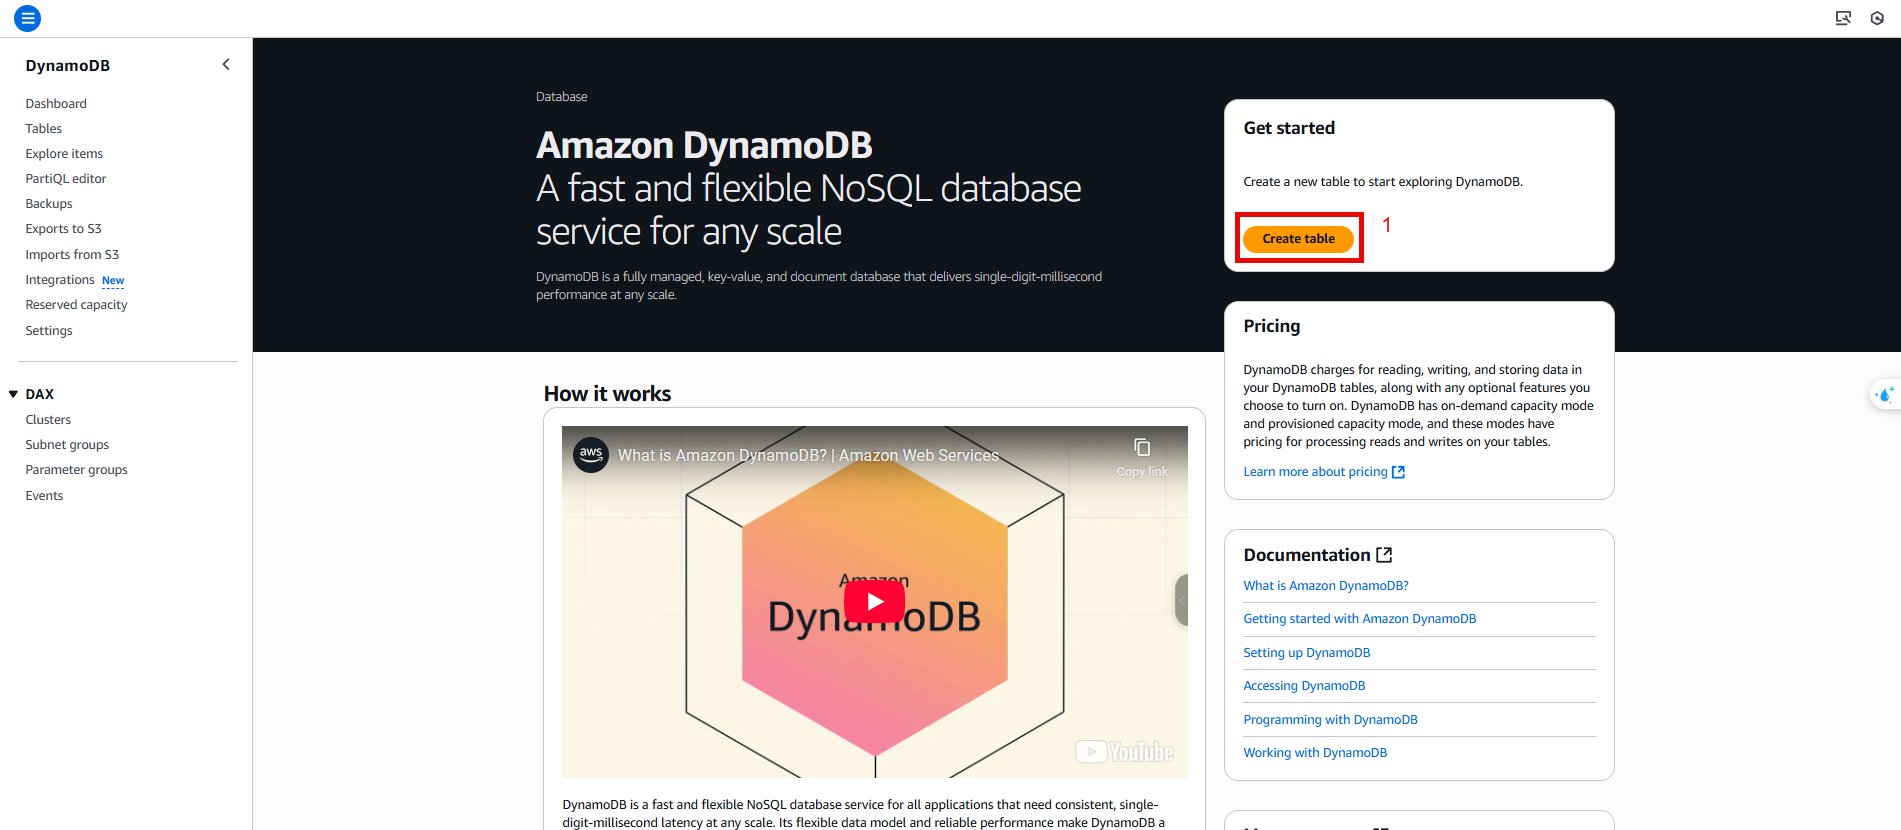 DynamoDB
Dashboard
Tables
Explore items
PartiQL editor
Backups
Exports to S3
Imports from S3
Integrations New
Reserved capacity
Settings
DAX
Clusters
Subnet groups
Parameter groups
Events
Database
Amazon DynamoDB
A fast and flexible NoSQL database
service for any scale
DynamoDB is a fully managed, key-value, and document database that delivers single-digit-millisecond
performance at any scale.
Get started
Create a new table to start exploring DynamoDB.
Create table
1
Pricing
DynamoDB charges for reading, writing, and storing data in
your DynamoDB tables, along with any optional features you
choose to turn on. DynamoDB has on-demand capacity mode
and provisioned capacity mode, and these modes have
pricing for processing reads and writes on your tables.
Learn more about pricing
How it works
aws
What is Amazon DynamoDB? | Amazon Web Services
Copy link
Amazon
DynamoDB
YouTube
DynamoDB is a fast and flexible NoSQL database service for all applications that need consistent, single-
digit-millisecond latency at any scale. Its flexible data model and reliable performance make DynamoDB a
Documentation
What is Amazon DynamoDB?
Getting started with Amazon DynamoDB
Setting up DynamoDB
Accessing DynamoDB
Programming with DynamoDB
Working with DynamoDB